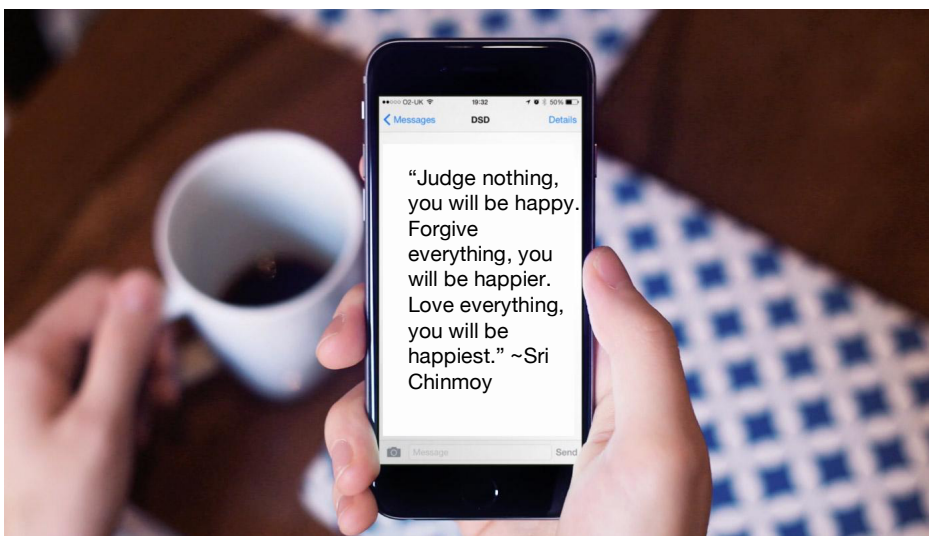 O2-UK 19:32 50%
Messages DSD Details
“Judge nothing,
you will be happy.
Forgive
everything, you
will be happier.
Love everything,
you will be
happiest.” ~Sri
Chinmoy
Message Send